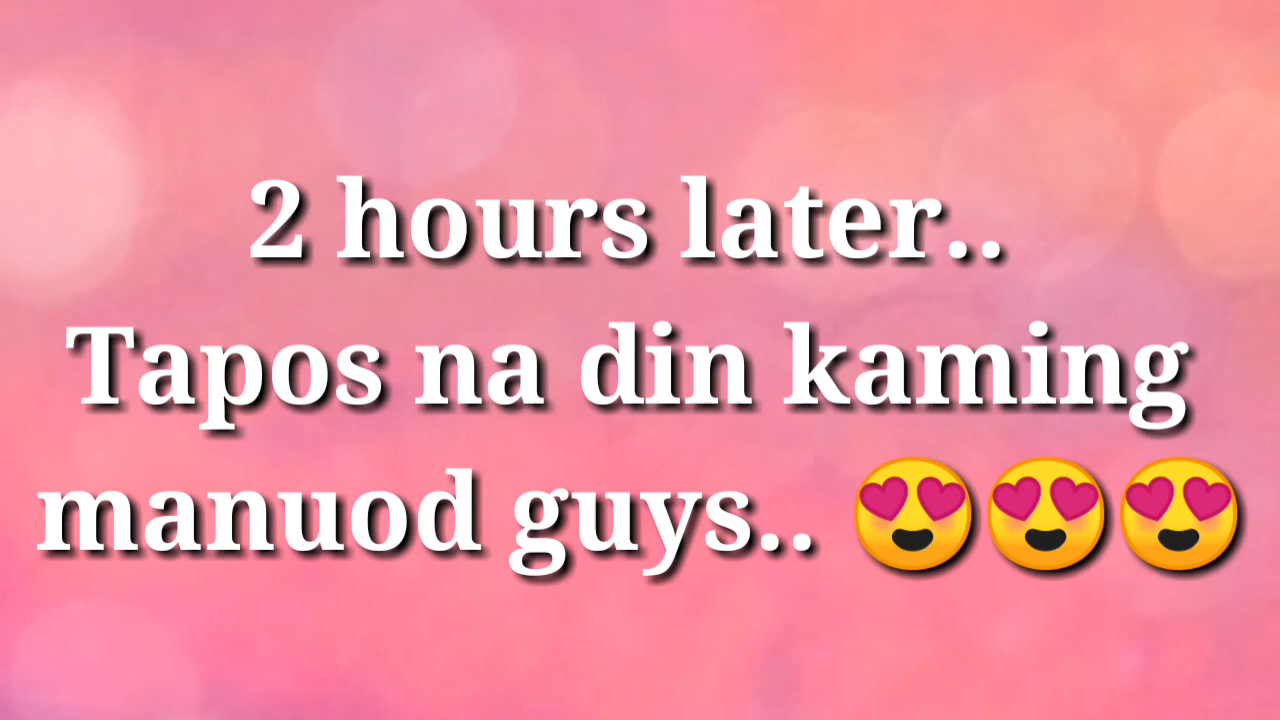 2 hours later..
Tapos na din kaming
manuod guys.. 😍😍😍